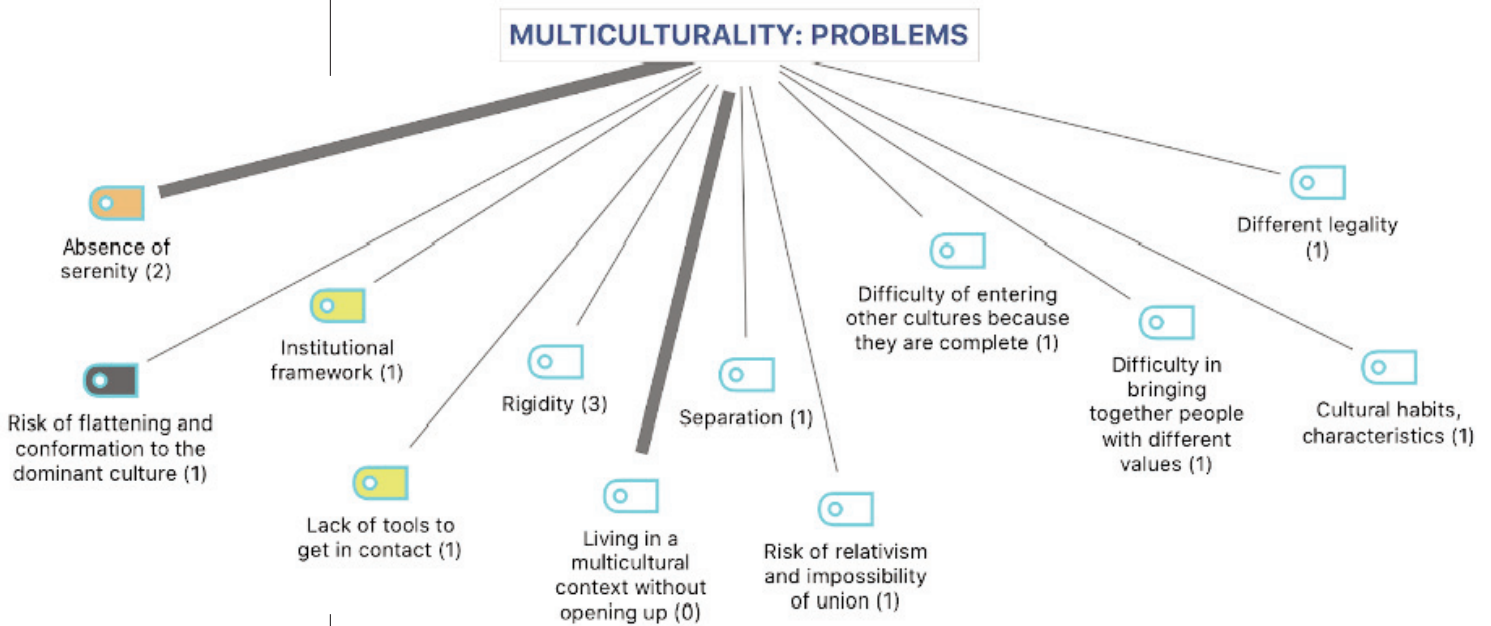 MULTICULTURALITY: PROBLEMS
Absence of
serenity (2)
Risk of flattening and
conformation to the
dominant culture (1)
Institutional
framework (1)
Lack of tools to
get in contact (1)
Rigidity (3)
Living in a
multicultural
context without
opening up (0)
Separation (1)
Risk of relativism
and impossibility
of union (1)
Difficulty of entering
other cultures because
they are complete (1)
Difficulty in
bringing
together people
with different
values (1)
Different legality
(1)
Cultural habits,
characteristics (1)